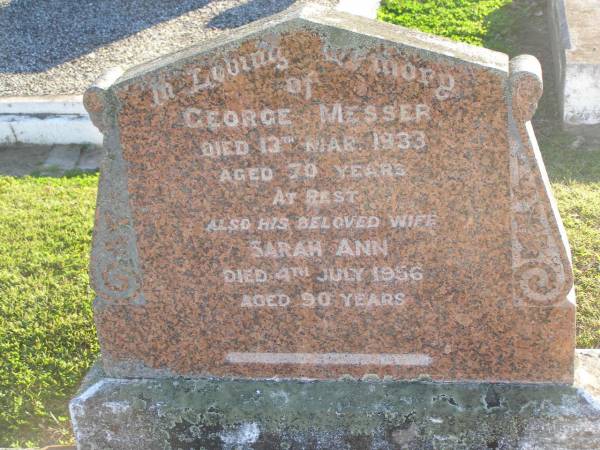 In Loving Memory
of
GEORGE MESSER
DIED 13TH MAR. 1933
AGED 70 YEARS
AT REST
ALSO HIS BELOVED WIFE
SARAH ANN
DIED 4TH JULY 1956
AGED 90 YEARS